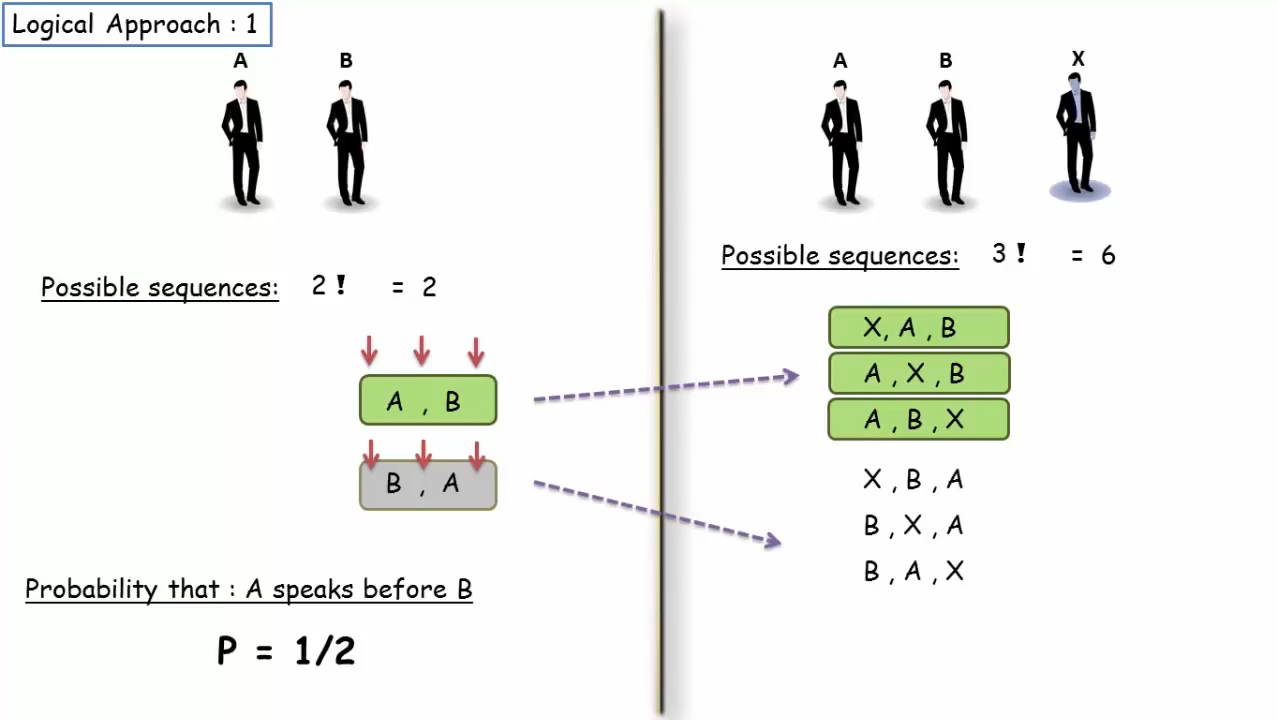 Logical Approach : 1
A B
Possible sequences: 2 ! = 2
A , B
B , A
Probability that : A speaks before B
P = 1/2
A B X
Possible sequences: 3 ! = 6
X, A , B
A , X , B
A , B , X
X , B , A
B , X , A
B , A , X